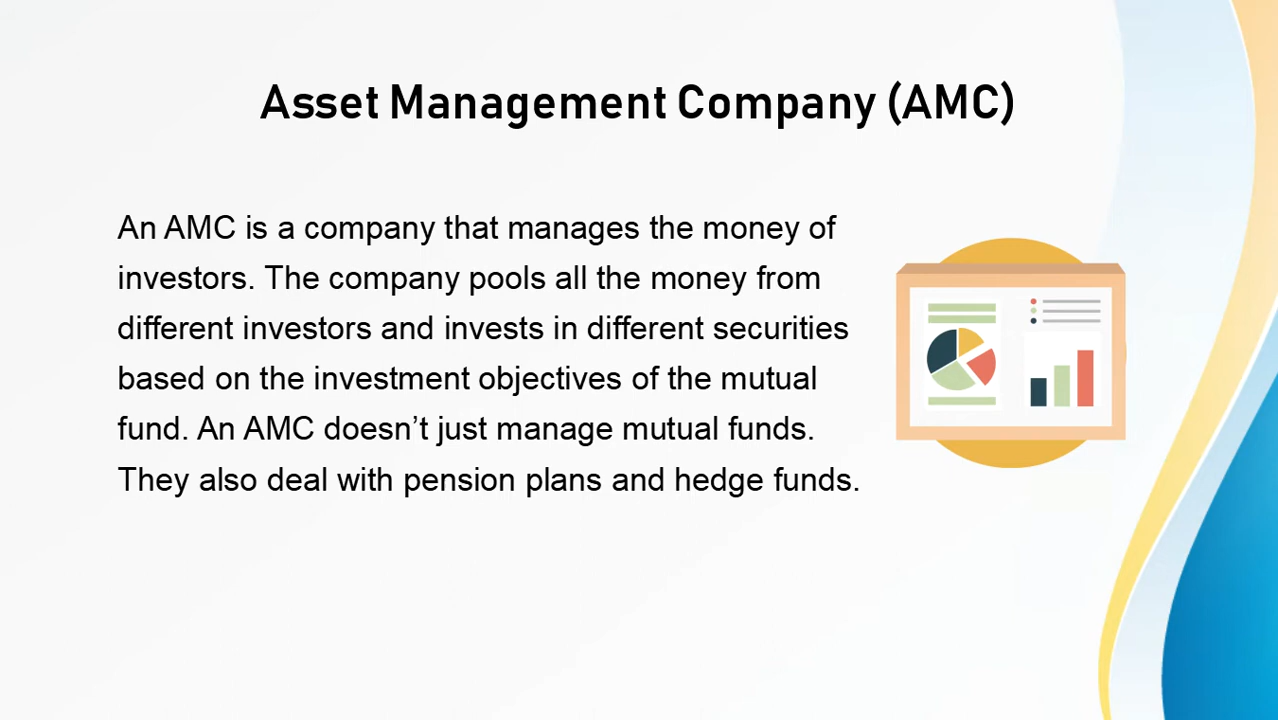 Asset Management Company (AMC)
An AMC is a company that manages the money of
investors. The company pools all the money from
different investors and invests in different securities
based on the investment objectives of the mutual
fund. An AMC doesn’t just manage mutual funds.
They also deal with pension plans and hedge funds.